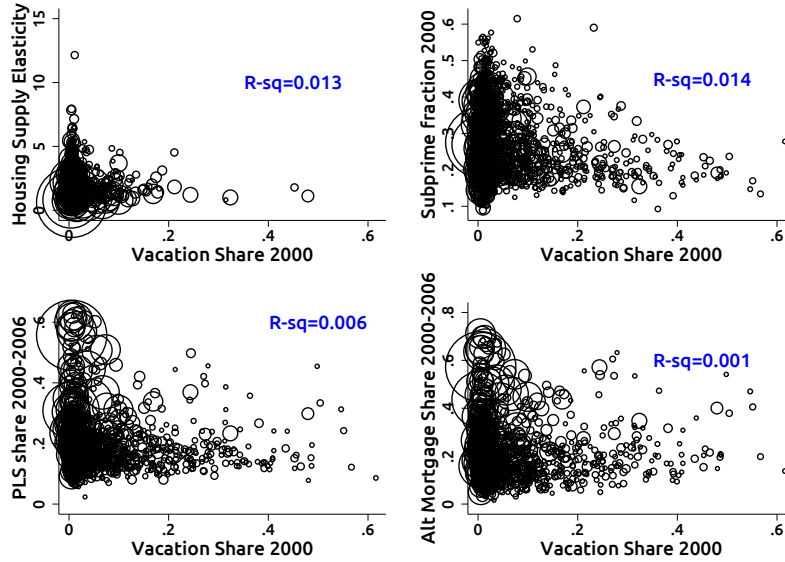 Housing Supply Elasticity
15
10
5
0
R-sq=0.013
0 .2 .4 .6
Vacation Share 2000
Subprime fraction 2000
.6
.5
.4
.3
.2
.1
R-sq=0.014
0 .2 .4 .6
Vacation Share 2000
PLS share 2000-2006
.6
.4
.2
0
R-sq=0.006
0 .2 .4 .6
Vacation Share 2000
Alt Mortgage Share 2000-2006
.8
.6
.4
.2
0
R-sq=0.001
0 .2 .4 .6
Vacation Share 2000